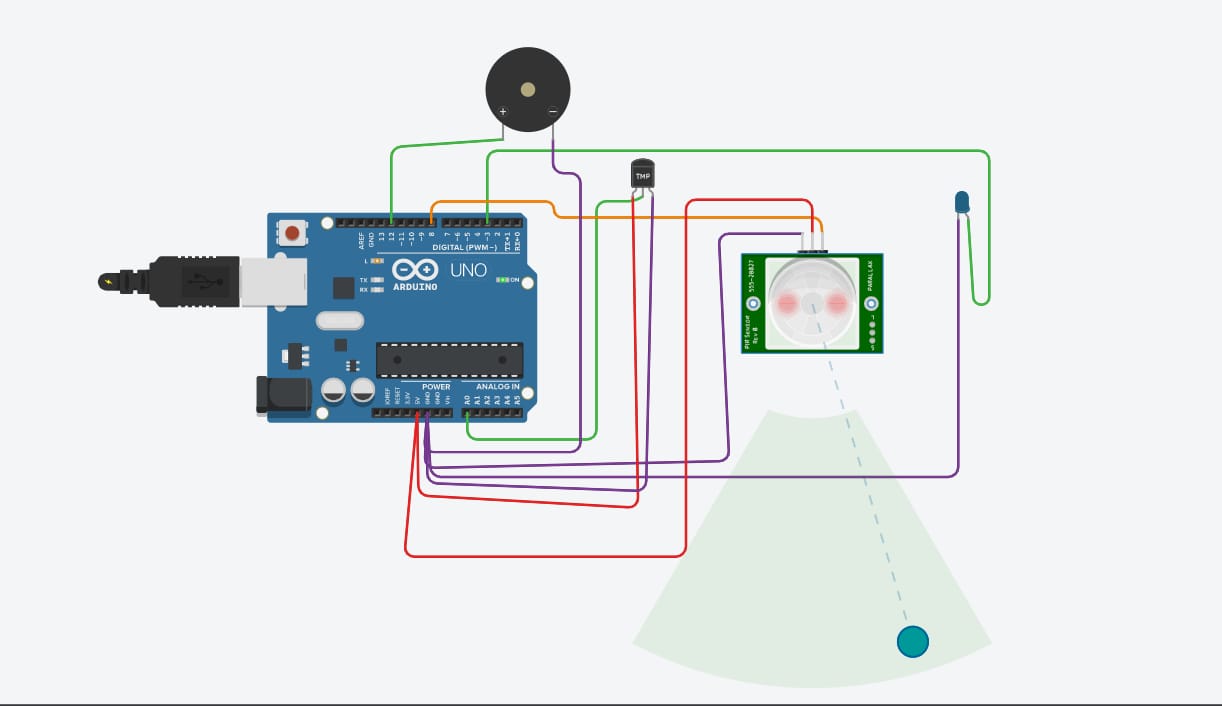 + −
TMP
AREF
GND
13
12
~11
~10
~9
8
7
~6
~5
4
~3
2
TX→1
RX←0
DIGITAL (PWM~)
L
TX
RX
ARDUINO
UNO
ON
555-28027
PARALLAX
PIR Sensor
Rev B
POWER
ANALOG IN
IOREF
RESET
3.3V
5V
GND
GND
Vin
A0
A1
A2
A3
A4
A5